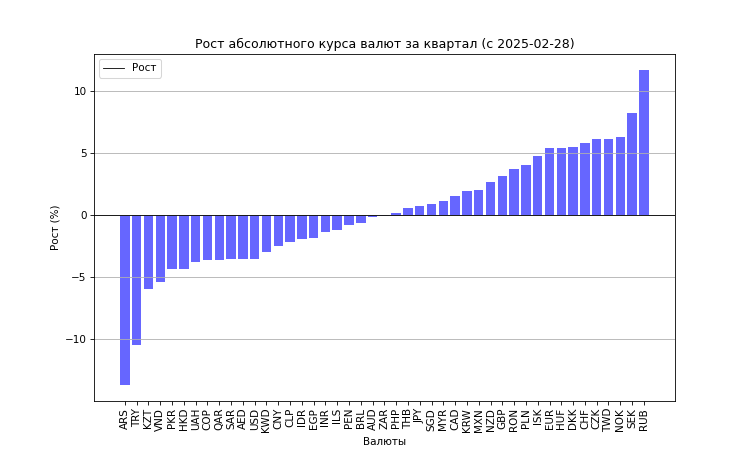 Рост абсолютного курса валют за квартал (с 2025-02-28)
Рост
10
5
0
−5
−10
Рост (%)
ARS TRY KZT VND PKR HKD UAH COP QAR SAR AED USD KWD CNY CLP IDR EGP INR ILS PEN BRL AUD ZAR PHP THB JPY SGD MYR CAD KRW MXN NZD GBP RON PLN ISK EUR HUF DKK CHF CZK TWD NOK SEK RUB
Валюты